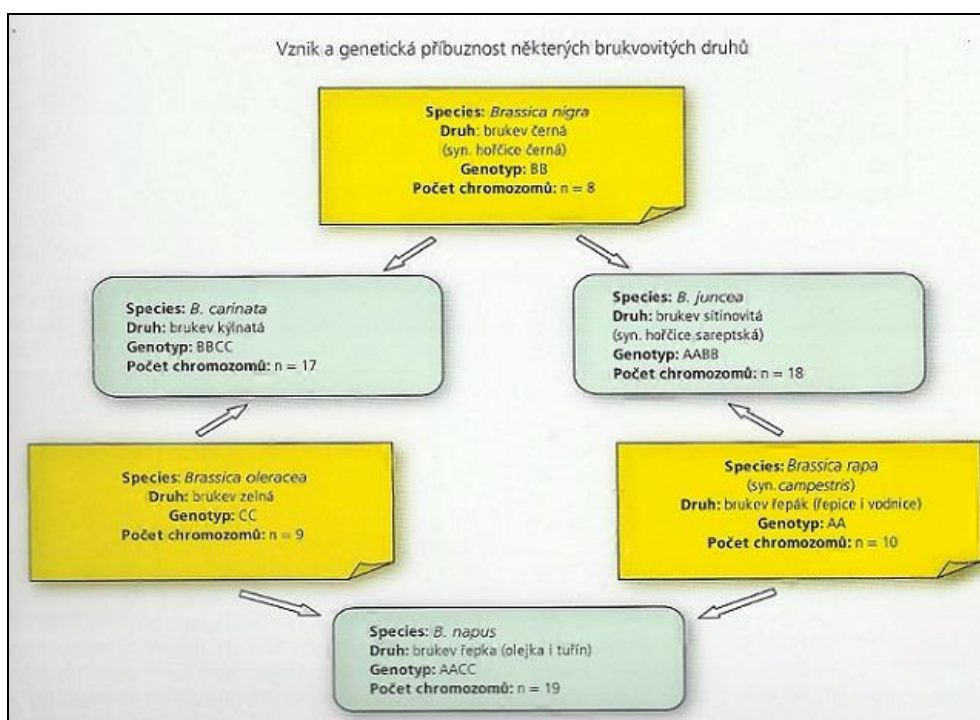 Vznik a genetická příbuznost některých brukvovitých druhů
Species: Brassica nigra
Druh: brukev černá
(syn. hořčice černá)
Genotyp: BB
Počet chromozomů: n = 8
Species: B. carinata
Druh: brukev kýlnatá
Genotyp: BBCC
Počet chromozomů: n = 17
Species: B. juncea
Druh: brukev sítinovitá
(syn. hořčice sareptská)
Genotyp: AABB
Počet chromozomů: n = 18
Species: Brassica oleracea
Druh: brukev zelná
Genotyp: CC
Počet chromozomů: n = 9
Species: Brassica rapa
(syn. campestris)
Druh: brukev řepák (řepice i vodnice)
Genotyp: AA
Počet chromozomů: n = 10
Species: B. napus
Druh: brukev řepka (olejka i tuřín)
Genotyp: AACC
Počet chromozomů: n = 19